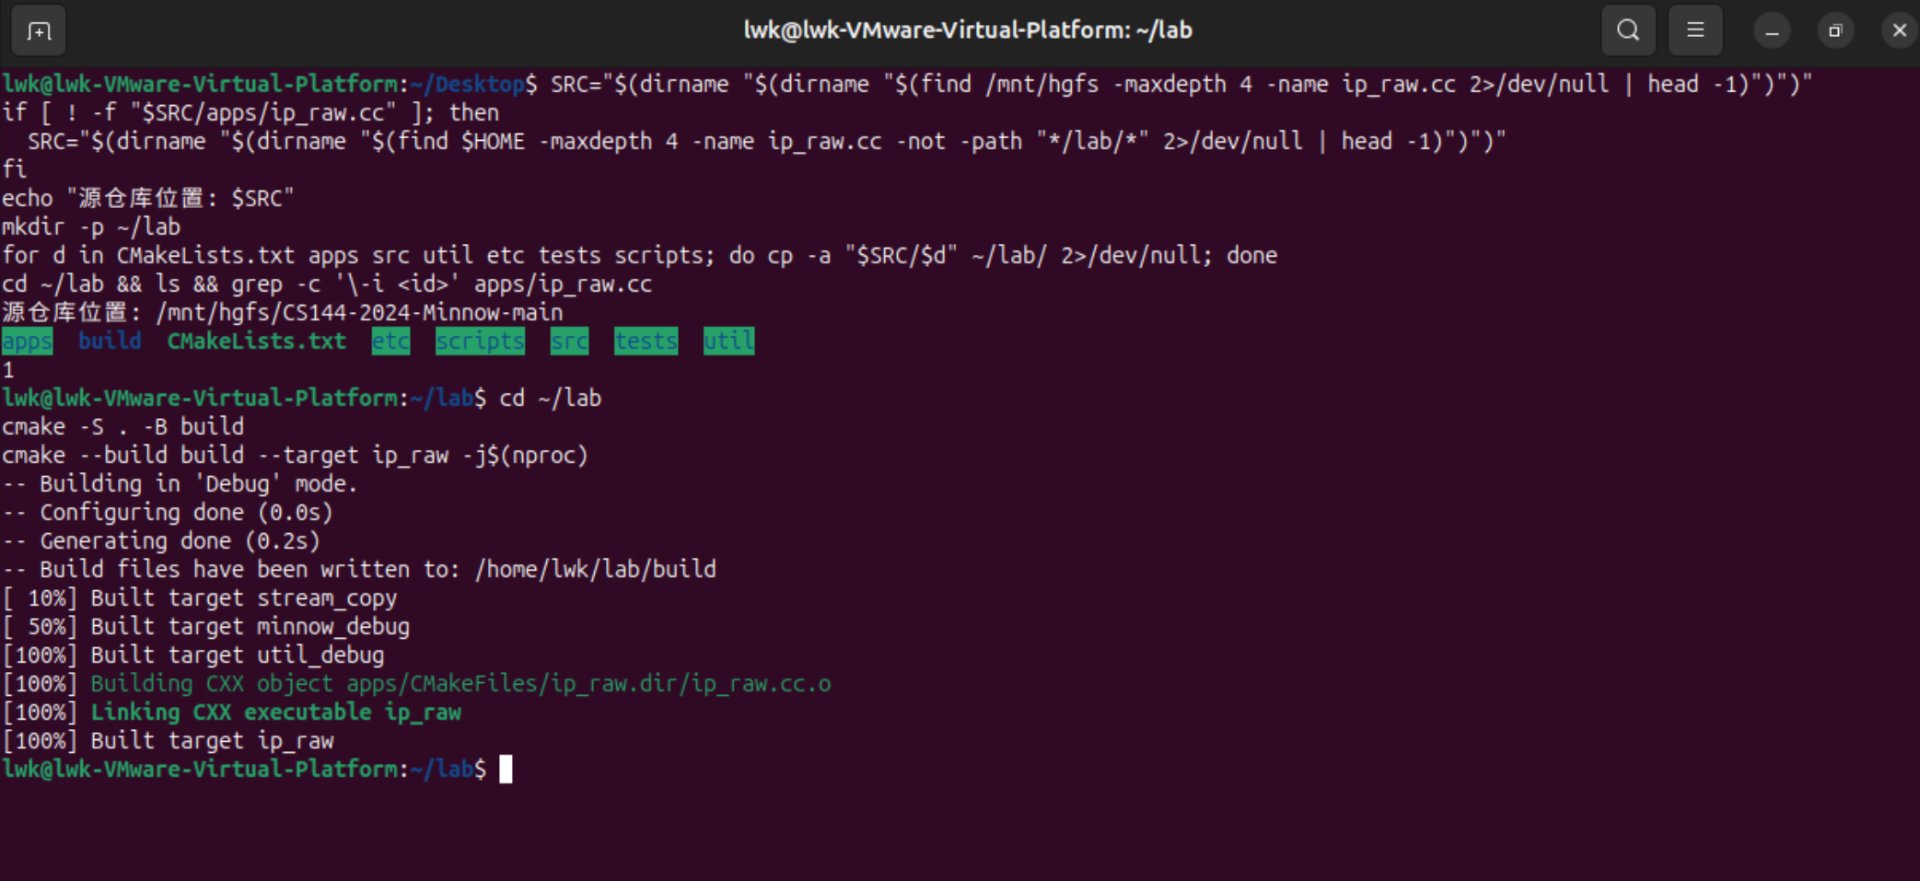 lwk@lwk-VMware-Virtual-Platform: ~/lab
lwk@lwk-VMware-Virtual-Platform:~/Desktop$ SRC="$(dirname "$(dirname "$(find /mnt/hgfs -maxdepth 4 -name ip_raw.cc 2>/dev/null | head -1)")")"
if [ ! -f "$SRC/apps/ip_raw.cc" ]; then
  SRC="$(dirname "$(dirname "$(find $HOME -maxdepth 4 -name ip_raw.cc -not -path "*/lab/*" 2>/dev/null | head -1)")")"
fi
echo "源仓库位置: $SRC"
mkdir -p ~/lab
for d in CMakeLists.txt apps src util etc tests scripts; do cp -a "$SRC/$d" ~/lab/ 2>/dev/null; done
cd ~/lab && ls && grep -c '\-i <id>' apps/ip_raw.cc
源仓库位置: /mnt/hgfs/CS144-2024-Minnow-main
apps  build  CMakeLists.txt  etc  scripts  src  tests  util
1
lwk@lwk-VMware-Virtual-Platform:~/lab$ cd ~/lab
cmake -S . -B build
cmake --build build --target ip_raw -j$(nproc)
-- Building in 'Debug' mode.
-- Configuring done (0.0s)
-- Generating done (0.2s)
-- Build files have been written to: /home/lwk/lab/build
[ 10%] Built target stream_copy
[ 50%] Built target minnow_debug
[100%] Built target util_debug
[100%] Building CXX object apps/CMakeFiles/ip_raw.dir/ip_raw.cc.o
[100%] Linking CXX executable ip_raw
[100%] Built target ip_raw
lwk@lwk-VMware-Virtual-Platform:~/lab$